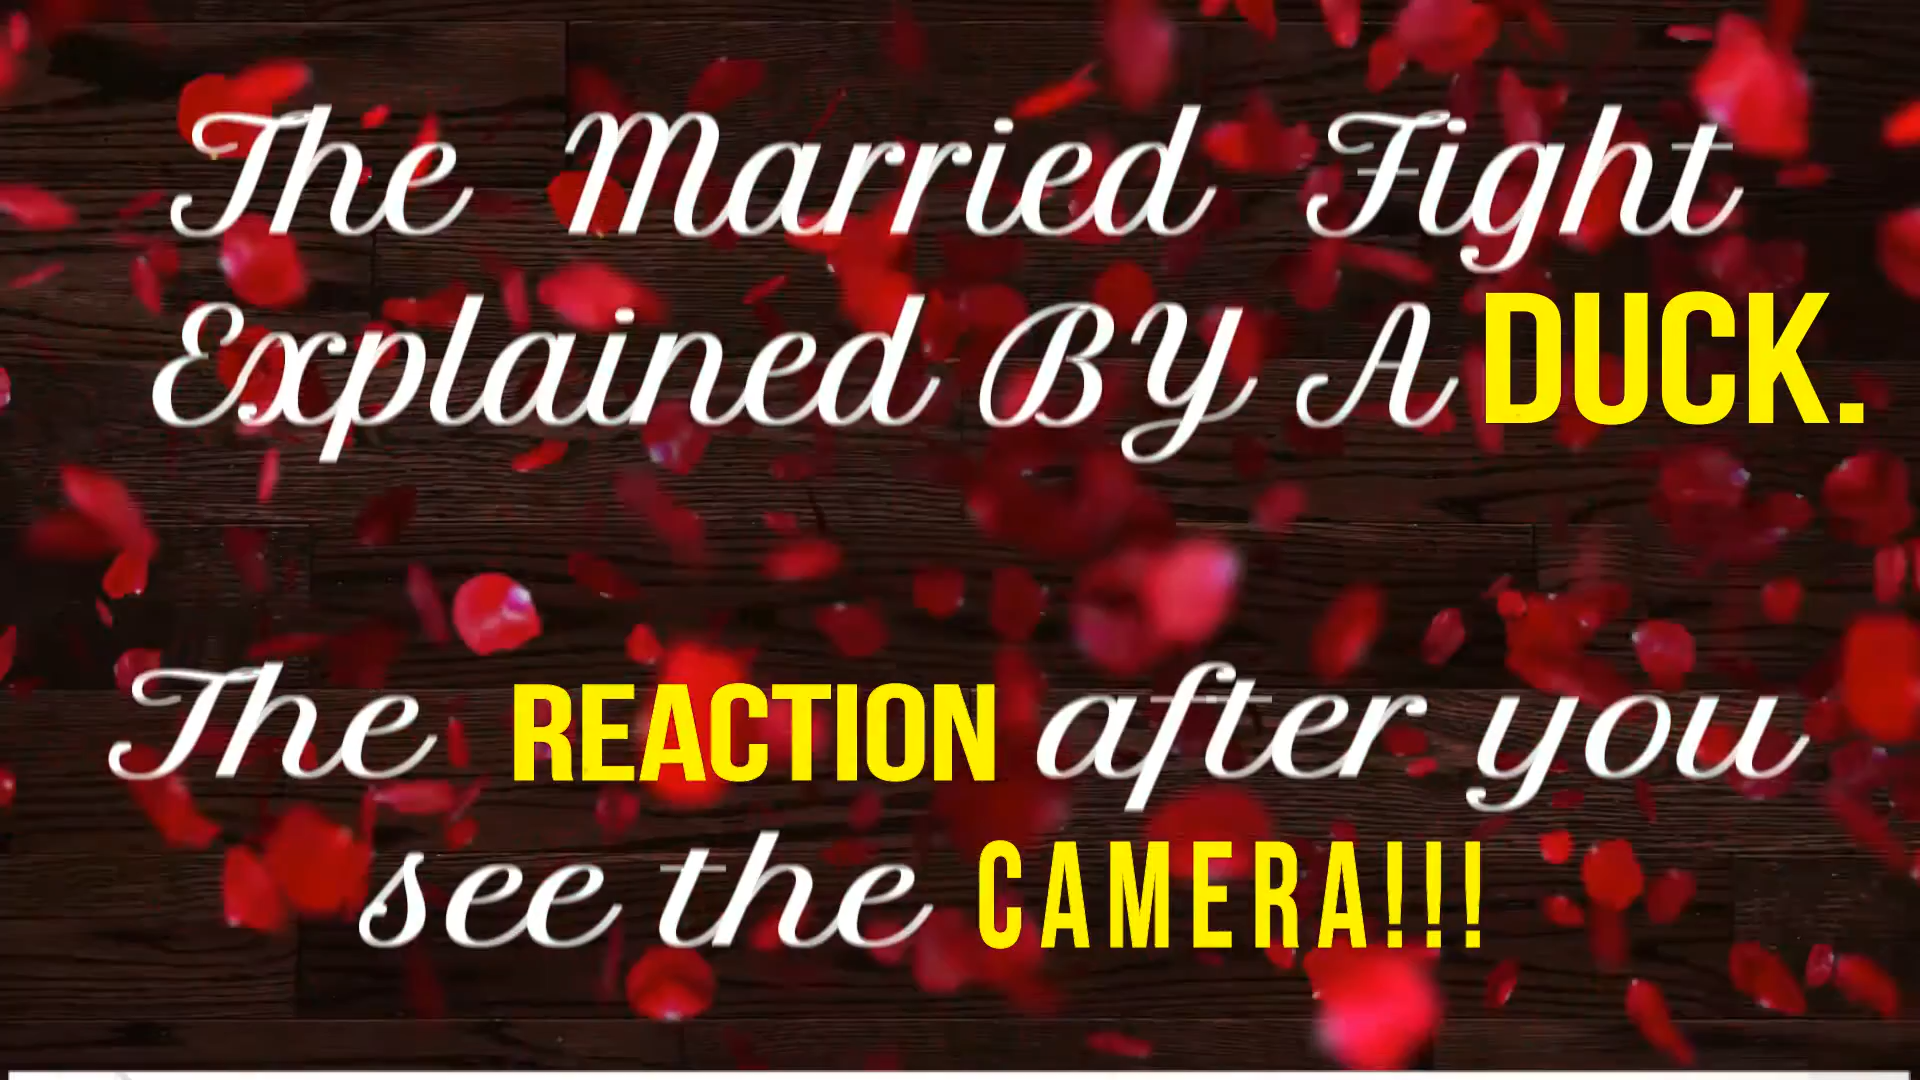 The Married Fight
Explained BY A DUCK.
The REACTION after you
see the CAMERA!!!